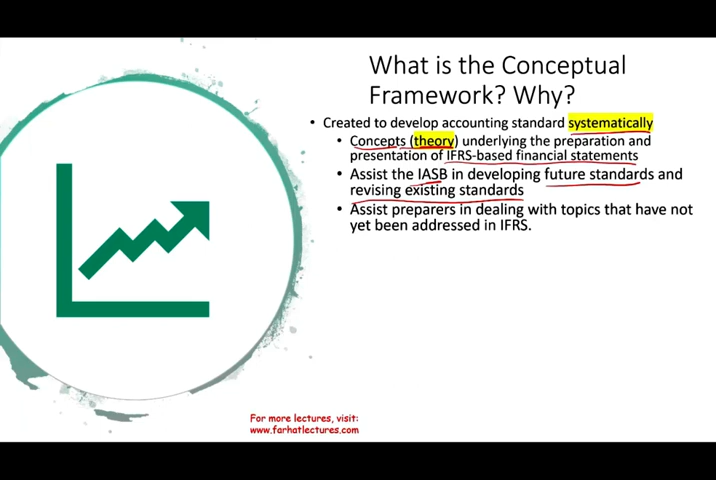 What is the Conceptual
Framework? Why?
• Created to develop accounting standard systematically
• Concepts (theory) underlying the preparation and
presentation of IFRS-based financial statements
• Assist the IASB in developing future standards and
revising existing standards
• Assist preparers in dealing with topics that have not
yet been addressed in IFRS.
For more lectures, visit:
www.farhatlectures.com